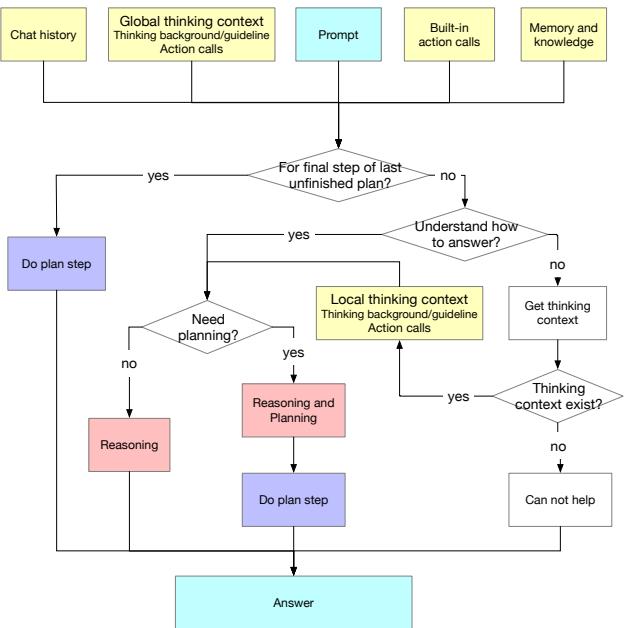 Chat history
Global thinking context
Thinking background/guideline
Action calls
Prompt
Built-in
action calls
Memory and
knowledge
For final step of last
unfinished plan?
yes
no
Understand how
to answer?
yes
no
Do plan step
Local thinking context
Thinking background/guideline
Action calls
Get thinking
context
Need
planning?
no
yes
Thinking
context exist?
yes
no
Reasoning and
Planning
Reasoning
Do plan step
Can not help
Answer